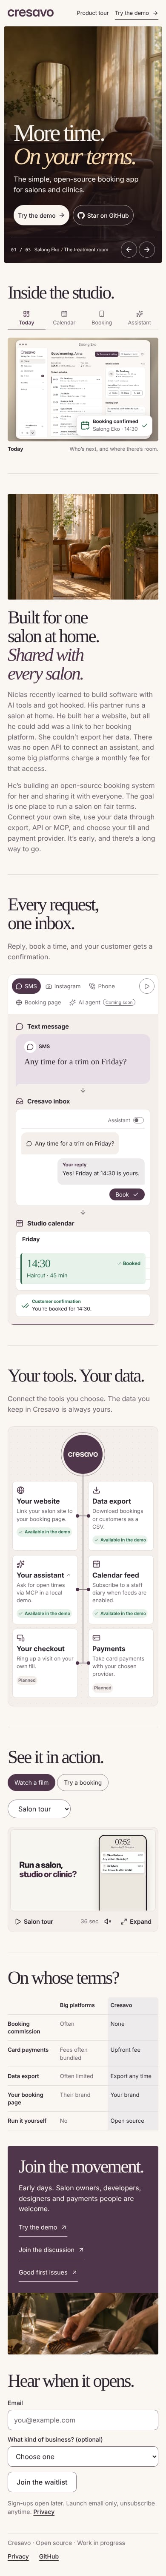 cresavo
Product tour
Try the demo →
More time.
On your terms.
The simple, open-source booking app
for salons and clinics.
Try the demo →
Star on GitHub
01 / 03 Salong Eko / The treatment room
Inside the studio.
Today
Calendar
Booking
Assistant
Booking confirmed
Salong Eko · 14:30
Today
Who's next, and where there's room.
Built for one
salon at home.
Shared with
every salon.
Niclas recently learned to build software with
AI tools and got hooked. His partner runs a
salon at home. He built her a website, but all
she could add to it was a link to her booking
platform. She couldn't export her data. There
was no open API to connect an assistant, and
some big platforms charge a monthly fee for
that access.
He's building an open-source booking system
for her and sharing it with everyone. The goal
is one place to run a salon on fair terms.
Connect your own site, use your data through
export, API or MCP, and choose your till and
payment provider. It's early, and there's a long
way to go.
Every request,
one inbox.
Reply, book a time, and your customer gets a
confirmation.
SMS
Instagram
Phone
Booking page
AI agent
Coming soon
Text message
SMS
Any time for a trim on Friday?
Cresavo inbox
Assistant
Any time for a trim on Friday?
Your reply
Yes! Friday at 14:30 is yours.
Book
Studio calendar
Friday
14:30
Booked
Haircut · 45 min
Customer confirmation
You're booked for 14:30.
Your tools. Your data.
Connect the tools you choose. The data you
keep in Cresavo is always yours.
cresavo
Your website
Link your salon site to
your booking page.
Available in the demo
Data export
Download bookings
or customers as a
CSV.
Available in the demo
Your assistant
Ask for open times
via MCP in a local
demo.
Available in the demo
Calendar feed
Subscribe to a staff
diary when feeds are
enabled.
Available in the demo
Your checkout
Ring up a visit on your
own till.
Planned
Payments
Take card payments
with your chosen
provider.
Planned
See it in action.
Watch a film
Try a booking
Salon tour
Run a salon,
studio or clinic?
07:52
Salon tour
36 sec
Expand
On whose terms?
Big platforms
Cresavo
Booking
commission
Often
None
Card payments
Fees often
bundled
Upfront fee
Data export
Often limited
Export any time
Your booking
page
Their brand
Your brand
Run it yourself
No
Open source
Join the movement.
Early days. Salon owners, developers,
designers and payments people are
welcome.
Try the demo ↗
Join the discussion ↗
Good first issues ↗
Hear when it opens.
Email
you@example.com
What kind of business? (optional)
Choose one
Join the waitlist
Sign-ups open later. Launch email only, unsubscribe
anytime. Privacy
Cresavo · Open source · Work in progress
Privacy
GitHub